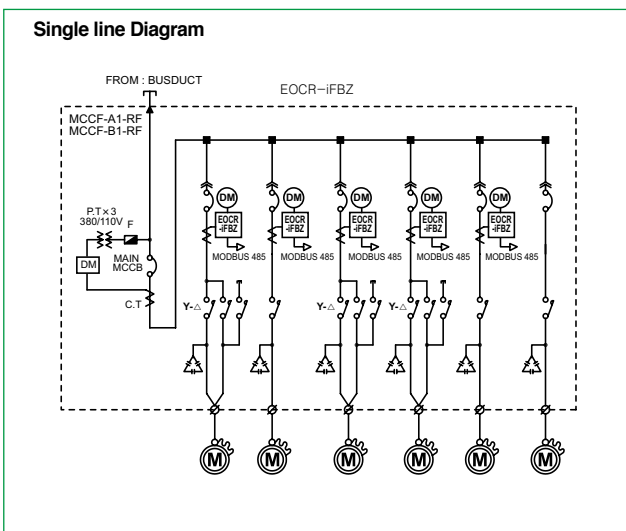 Single line Diagram
FROM : BUSDUCT
EOCR-iFBZ
MCCF-A1-RF
MCCF-B1-RF
P.T×3
380/110V
F
MAIN
MCCB
DM
C.T
DM
EOCR
-iFBZ
MODBUS 485
DM
EOCR
-iFBZ
MODBUS 485
DM
EOCR
-iFBZ
MODBUS 485
DM
EOCR
-iFBZ
MODBUS 485
DM
EOCR
-iFBZ
MODBUS 485
Y-△
Y-△
Y-△
M
M
M
M
M
M